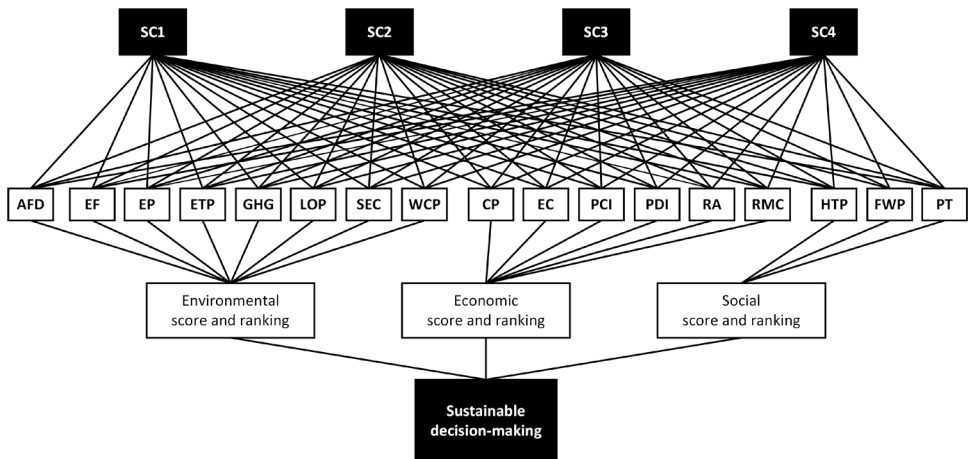 SC1 SC2 SC3 SC4
AFD EF EP ETP GHG LOP SEC WCP CP EC PCI PDI RA RMC HTP FWP PT
Environmental
score and ranking
Economic
score and ranking
Social
score and ranking
Sustainable
decision-making